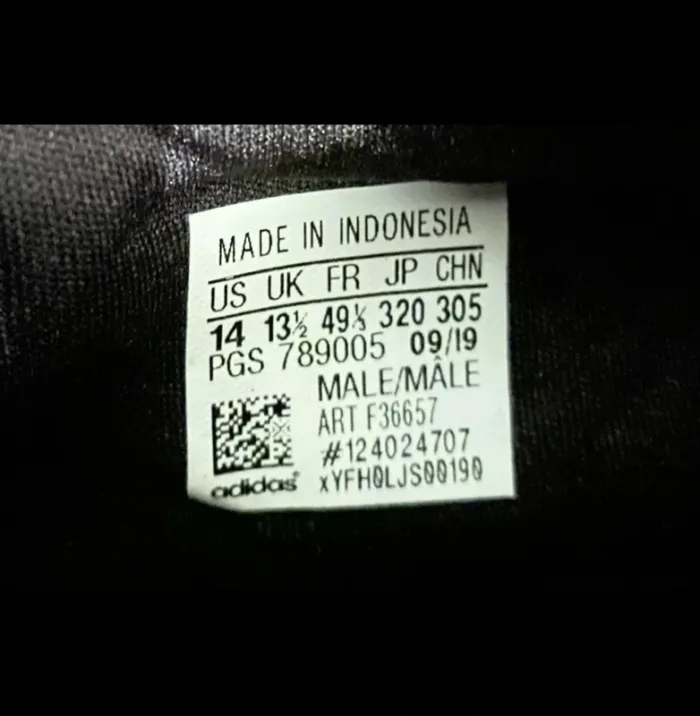 MADE IN INDONESIA
US UK FR JP CHN
14 13½ 49⅓ 320 305
PGS 789005 09/19
MALE/MÂLE
ART F36657
#124024707
adidas® xYFH0LJS00190